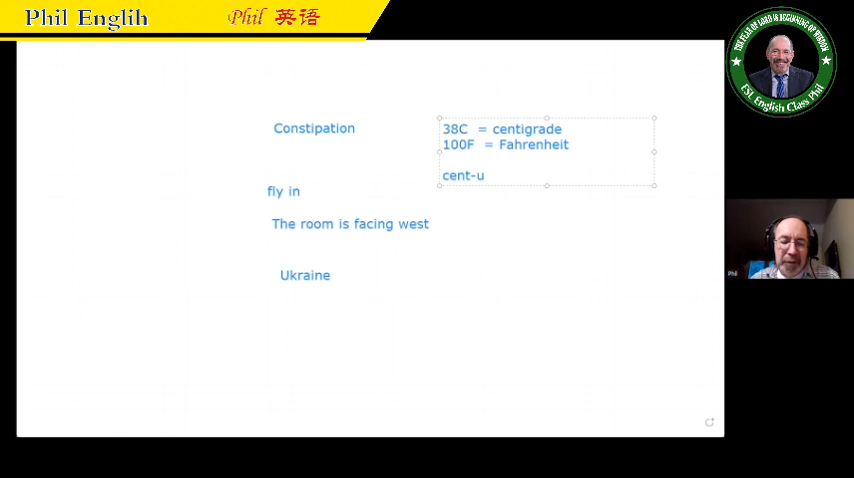 Phil Englih
Phil 英语
THE FEAR OF LORD IS BEGINNING OF WISDOM
ESL English Class Phil
Constipation
38C = centigrade
100F = Fahrenheit
cent-u
fly in
The room is facing west
Ukraine
Phil